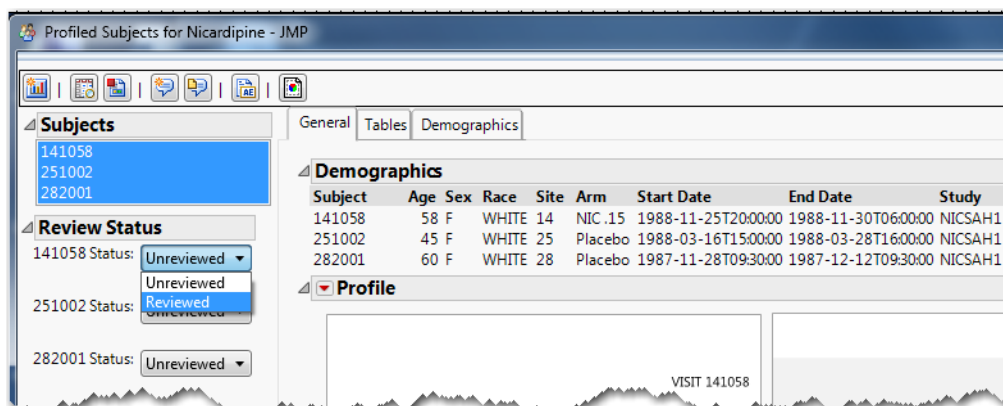 Profiled Subjects for Nicardipine - JMP
AE
General Tables Demographics
Subjects
141058
251002
282001
Review Status
141058 Status: Unreviewed
Unreviewed
Reviewed
251002 Status: Unreviewed
282001 Status: Unreviewed
Demographics
Subject Age Sex Race Site Arm Start Date End Date Study
141058 58 F WHITE 14 NIC .15 1988-11-25T20:00:00 1988-11-30T06:00:00 NICSAH1
251002 45 F WHITE 25 Placebo 1988-03-16T15:00:00 1988-03-28T16:00:00 NICSAH1
282001 60 F WHITE 28 Placebo 1987-11-28T09:30:00 1987-12-12T09:30:00 NICSAH1
Profile
VISIT 141058